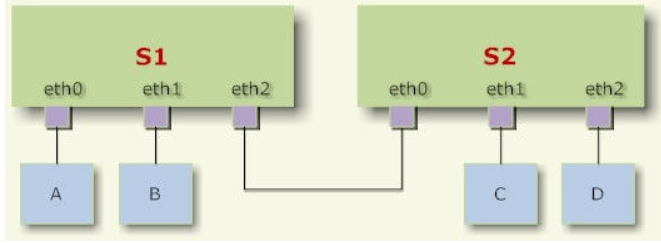 S1 S2
eth0 eth1 eth2 eth0 eth1 eth2
A B C D